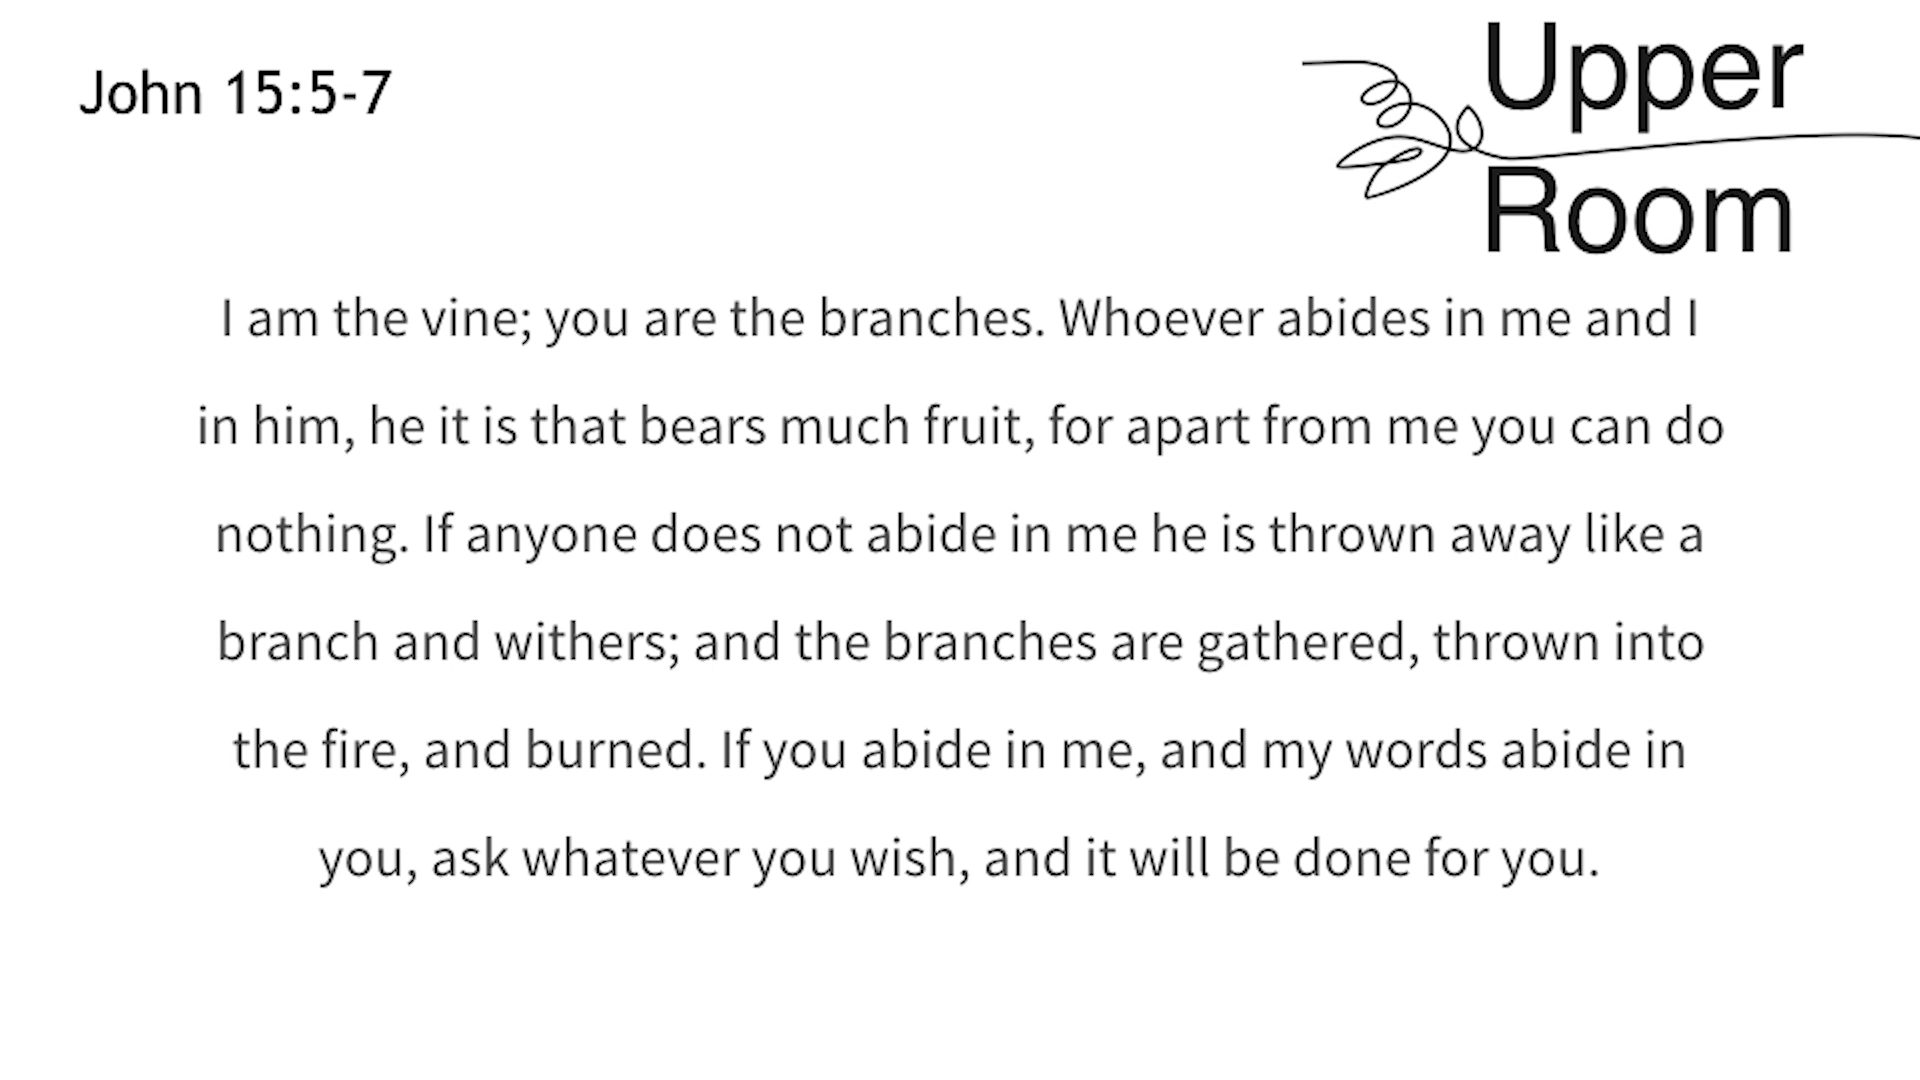 John 15:5-7
Upper
Room
I am the vine; you are the branches. Whoever abides in me and I
in him, he it is that bears much fruit, for apart from me you can do
nothing. If anyone does not abide in me he is thrown away like a
branch and withers; and the branches are gathered, thrown into
the fire, and burned. If you abide in me, and my words abide in
you, ask whatever you wish, and it will be done for you.